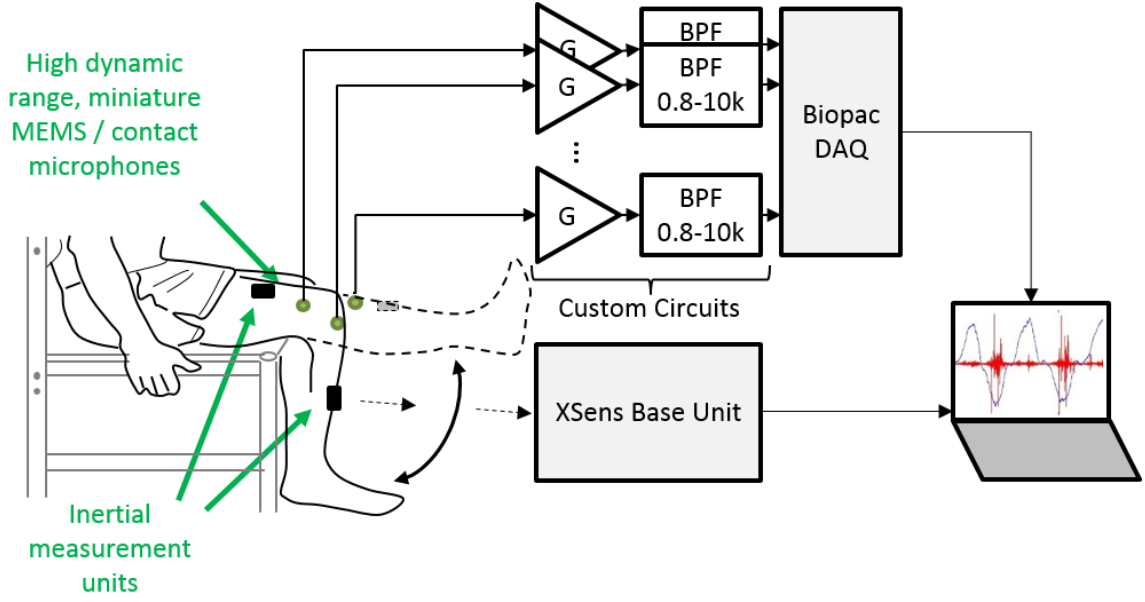 High dynamic
range, miniature
MEMS / contact
microphones
G
BPF
G
BPF
0.8-10k
...
G
BPF
0.8-10k
Biopac
DAQ
Custom Circuits
XSens Base Unit
Inertial
measurement
units